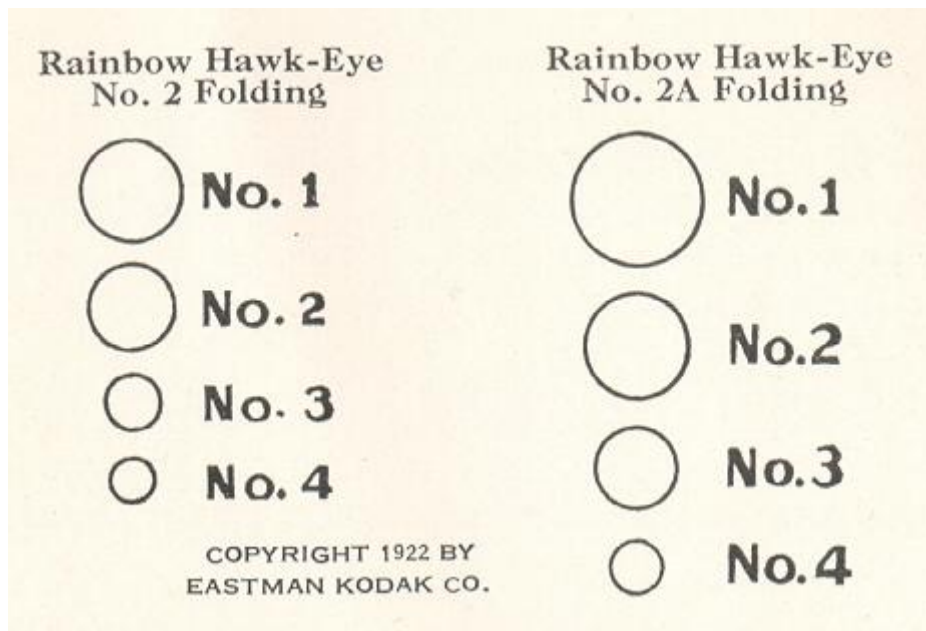 Rainbow Hawk-Eye
No. 2 Folding
No. 1
No. 2
No. 3
No. 4
COPYRIGHT 1922 BY
EASTMAN KODAK CO.
Rainbow Hawk-Eye
No. 2A Folding
No. 1
No. 2
No. 3
No. 4